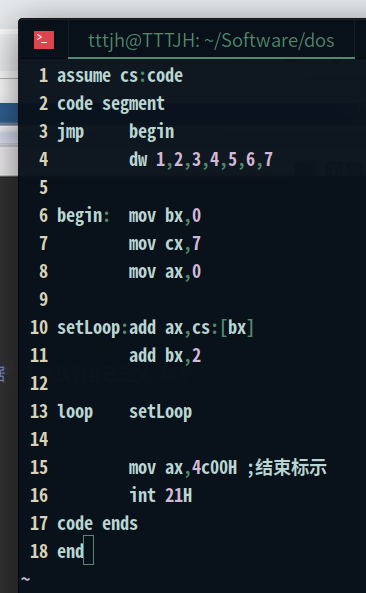 tttjh@TTTJH: ~/Software/dos
1 assume cs:code
2 code segment
3 jmp     begin
4         dw 1,2,3,4,5,6,7
5
6 begin:  mov bx,0
7         mov cx,7
8         mov ax,0
9
10 setLoop:add ax,cs:[bx]
11         add bx,2
12
13 loop    setLoop
14
15         mov ax,4c00H ;结束标示
16         int 21H
17 code ends
18 end
~